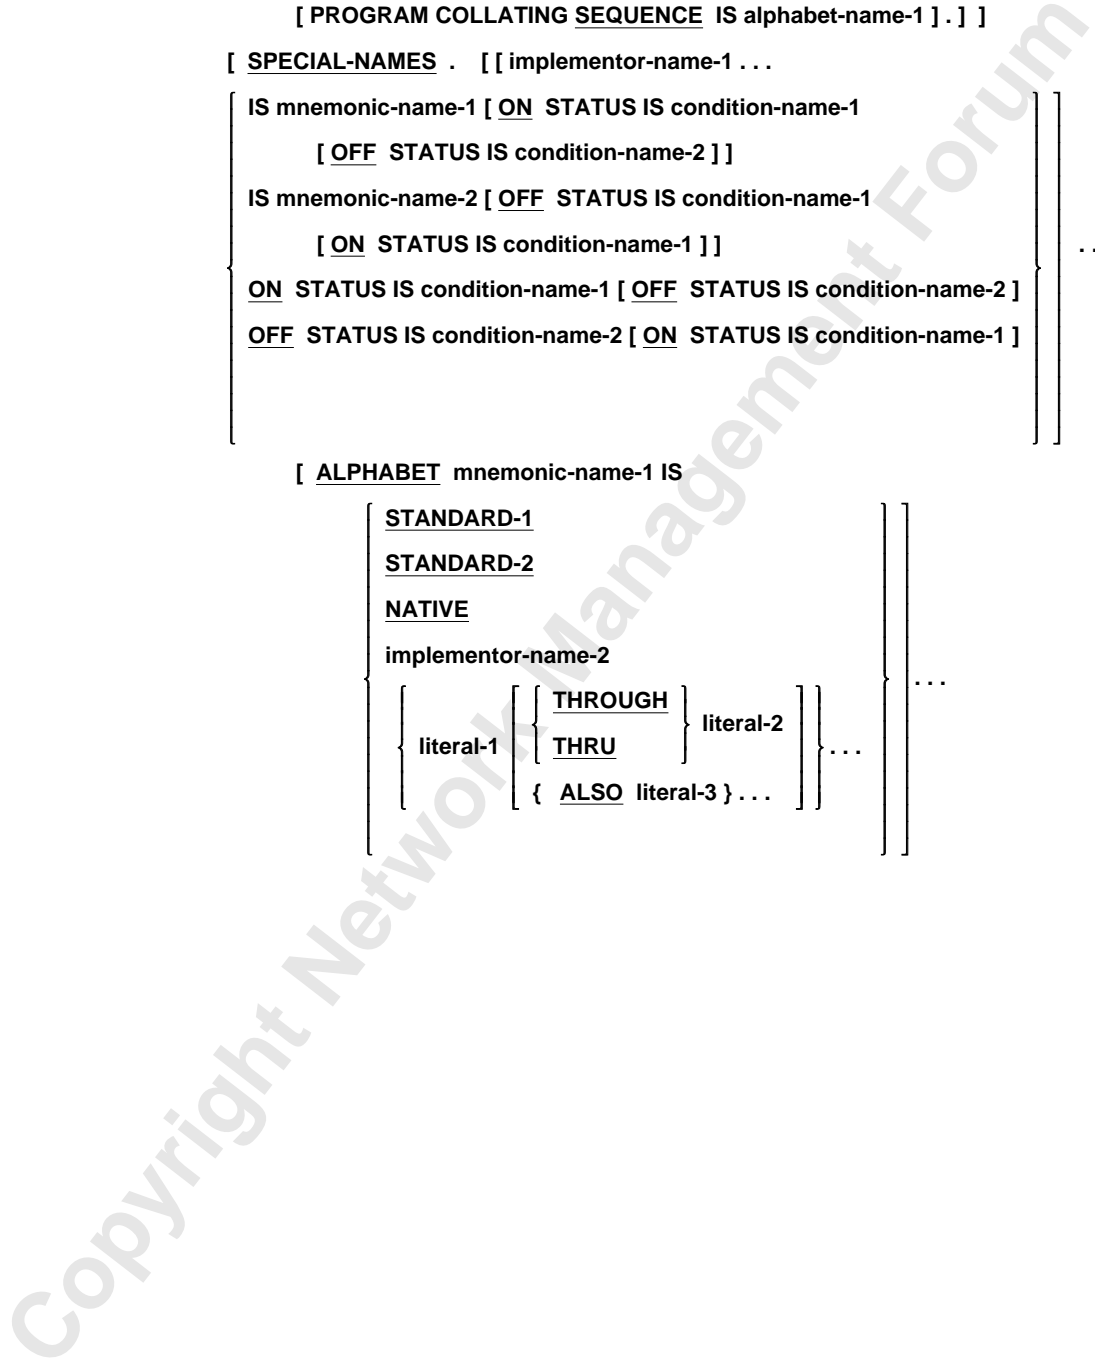 [ PROGRAM COLLATING SEQUENCE IS alphabet-name-1 ] . ] ]
[ SPECIAL-NAMES . [ [ implementor-name-1 . . .
IS mnemonic-name-1 [ ON STATUS IS condition-name-1
[ OFF STATUS IS condition-name-2 ] ]
IS mnemonic-name-2 [ OFF STATUS IS condition-name-1
[ ON STATUS IS condition-name-1 ] ]
. .
ON STATUS IS condition-name-1 [ OFF STATUS IS condition-name-2 ]
OFF STATUS IS condition-name-2 [ ON STATUS IS condition-name-1 ]
[ ALPHABET mnemonic-name-1 IS
STANDARD-1
STANDARD-2
NATIVE
implementor-name-2
. . .
THROUGH
literal-1 literal-2
THRU
. . .
{ ALSO literal-3 } . . .
Copyright Network Management Forum